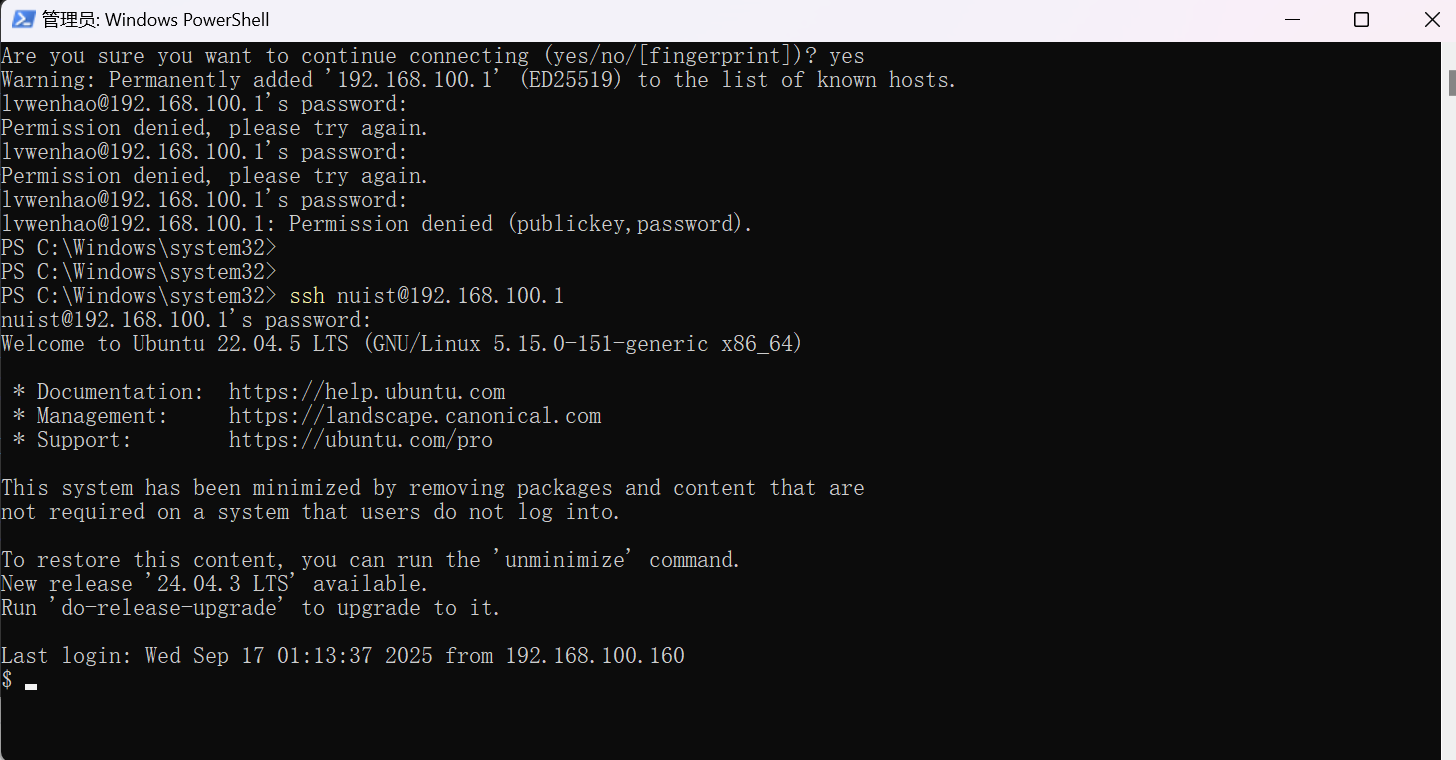 管理员: Windows PowerShell
Are you sure you want to continue connecting (yes/no/[fingerprint])? yes
Warning: Permanently added '192.168.100.1' (ED25519) to the list of known hosts.
lvwenhao@192.168.100.1's password:
Permission denied, please try again.
lvwenhao@192.168.100.1's password:
Permission denied, please try again.
lvwenhao@192.168.100.1's password:
lvwenhao@192.168.100.1: Permission denied (publickey,password).
PS C:\Windows\system32>
PS C:\Windows\system32>
PS C:\Windows\system32> ssh nuist@192.168.100.1
nuist@192.168.100.1's password:
Welcome to Ubuntu 22.04.5 LTS (GNU/Linux 5.15.0-151-generic x86_64)
* Documentation:  https://help.ubuntu.com
* Management:     https://landscape.canonical.com
* Support:        https://ubuntu.com/pro
This system has been minimized by removing packages and content that are
not required on a system that users do not log into.
To restore this content, you can run the 'unminimize' command.
New release '24.04.3 LTS' available.
Run 'do-release-upgrade' to upgrade to it.
Last login: Wed Sep 17 01:13:37 2025 from 192.168.100.160
$